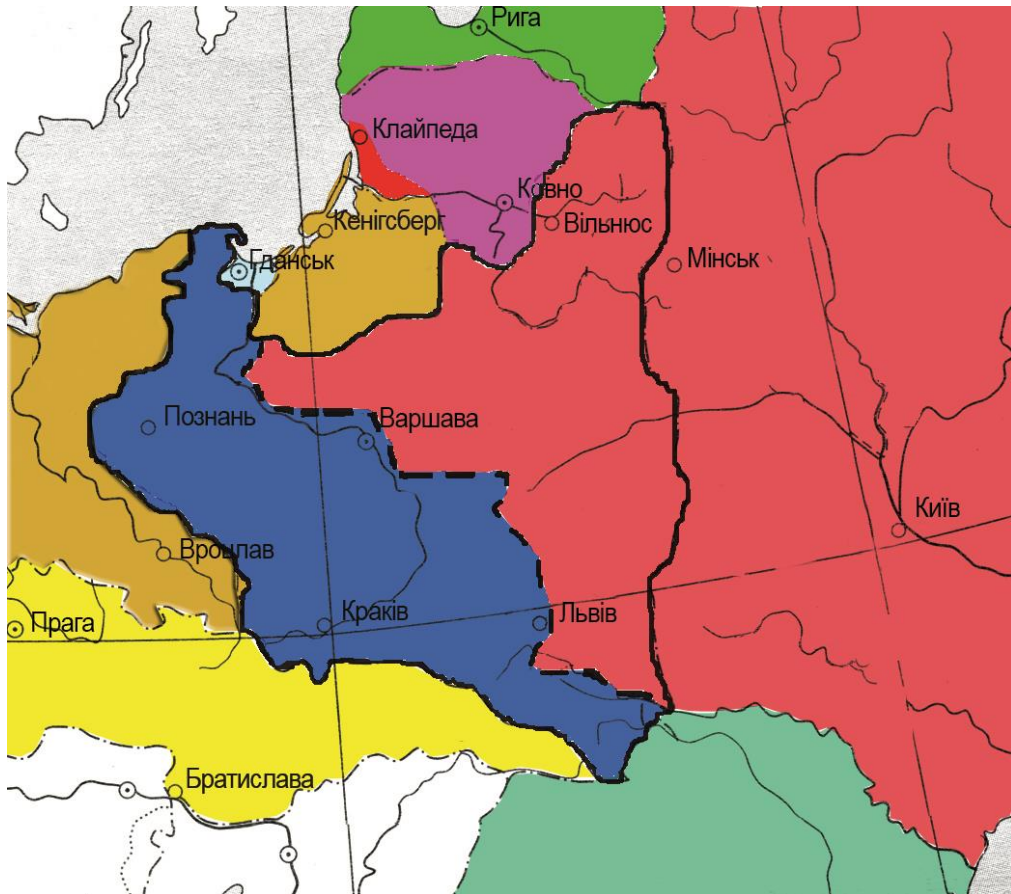 Рига
Клайпеда
Ковно
Кенігсберг
Вільнюс
Гданськ
Мінськ
Познань
Варшава
Київ
Вроцлав
Прага
Краків
Львів
Братислава